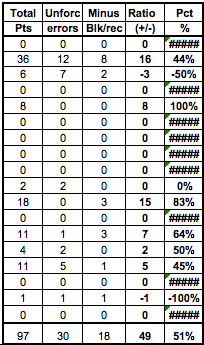 Total Unforc Minus Ratio Pct
Pts errors Blk/rec (+/-) %
0 0 0 0 #####
36 12 8 16 44%
6 7 2 -3 -50%
0 0 0 0 #####
8 0 0 8 100%
0 0 0 0 #####
0 0 0 0 #####
0 0 0 0 #####
0 0 0 0 #####
2 2 0 0 0%
18 0 3 15 83%
0 0 0 0 #####
11 1 3 7 64%
4 2 0 2 50%
11 5 1 5 45%
0 0 0 0 #####
1 1 1 -1 -100%
0 0 0 0 #####
97 30 18 49 51%